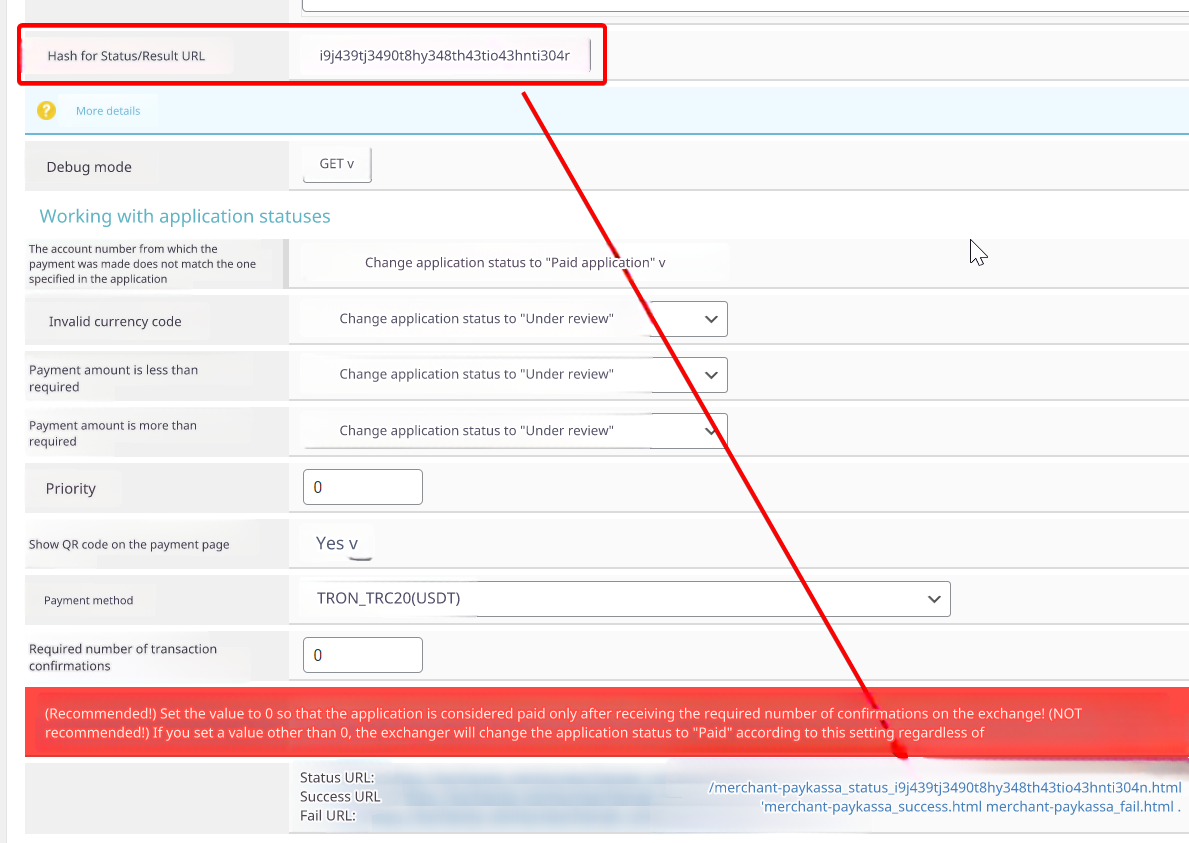 Hash for Status/Result URL
i9j439tj3490t8hy348th43tio43hnti304r
More details
Debug mode
GET v
Working with application statuses
The account number from which the
payment was made does not match the one
specified in the application
Change application status to "Paid application" v
Invalid currency code
Change application status to "Under review"
Payment amount is less than
required
Change application status to "Under review"
Payment amount is more than
required
Change application status to "Under review"
Priority
0
Show QR code on the payment page
Yes v
Payment method
TRON_TRC20(USDT)
Required number of transaction
confirmations
0
(Recommended!) Set the value to 0 so that the application is considered paid only after receiving the required number of confirmations on the exchange! (NOT
recommended!) If you set a value other than 0, the exchanger will change the application status to "Paid" according to this setting regardless of
Status URL:
/merchant-paykassa_status_i9j439tj3490t8hy348th43tio43hnti304n.html
Success URL
'merchant-paykassa_success.html merchant-paykassa_fail.html .
Fail URL: